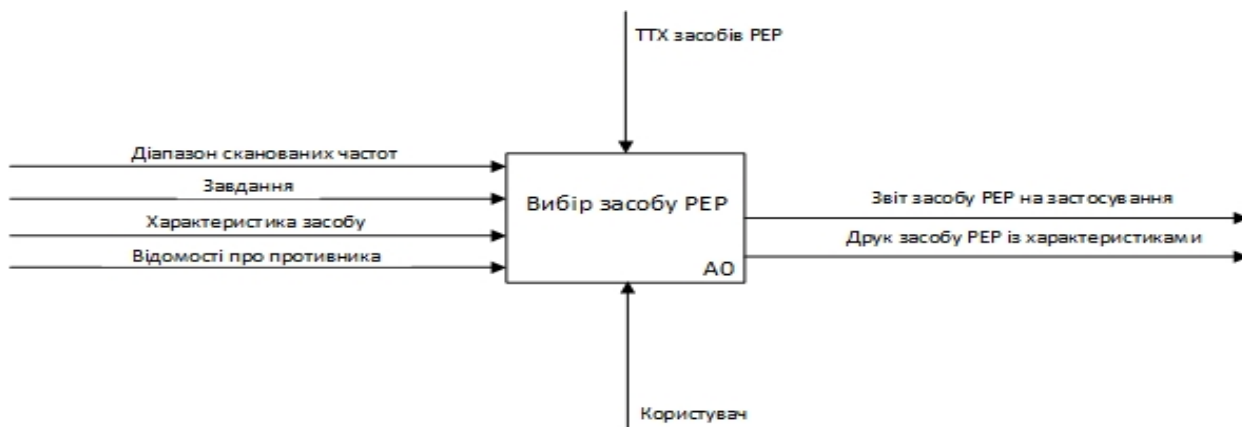 ТТХ засобів РЕР
Діапазон сканованих частот
Завдання
Характеристика засобу
Відомості про противника
Вибір засобу РЕР
А0
Звіт засобу РЕР на застосування
Друк засобу РЕР із характеристиками
Користувач